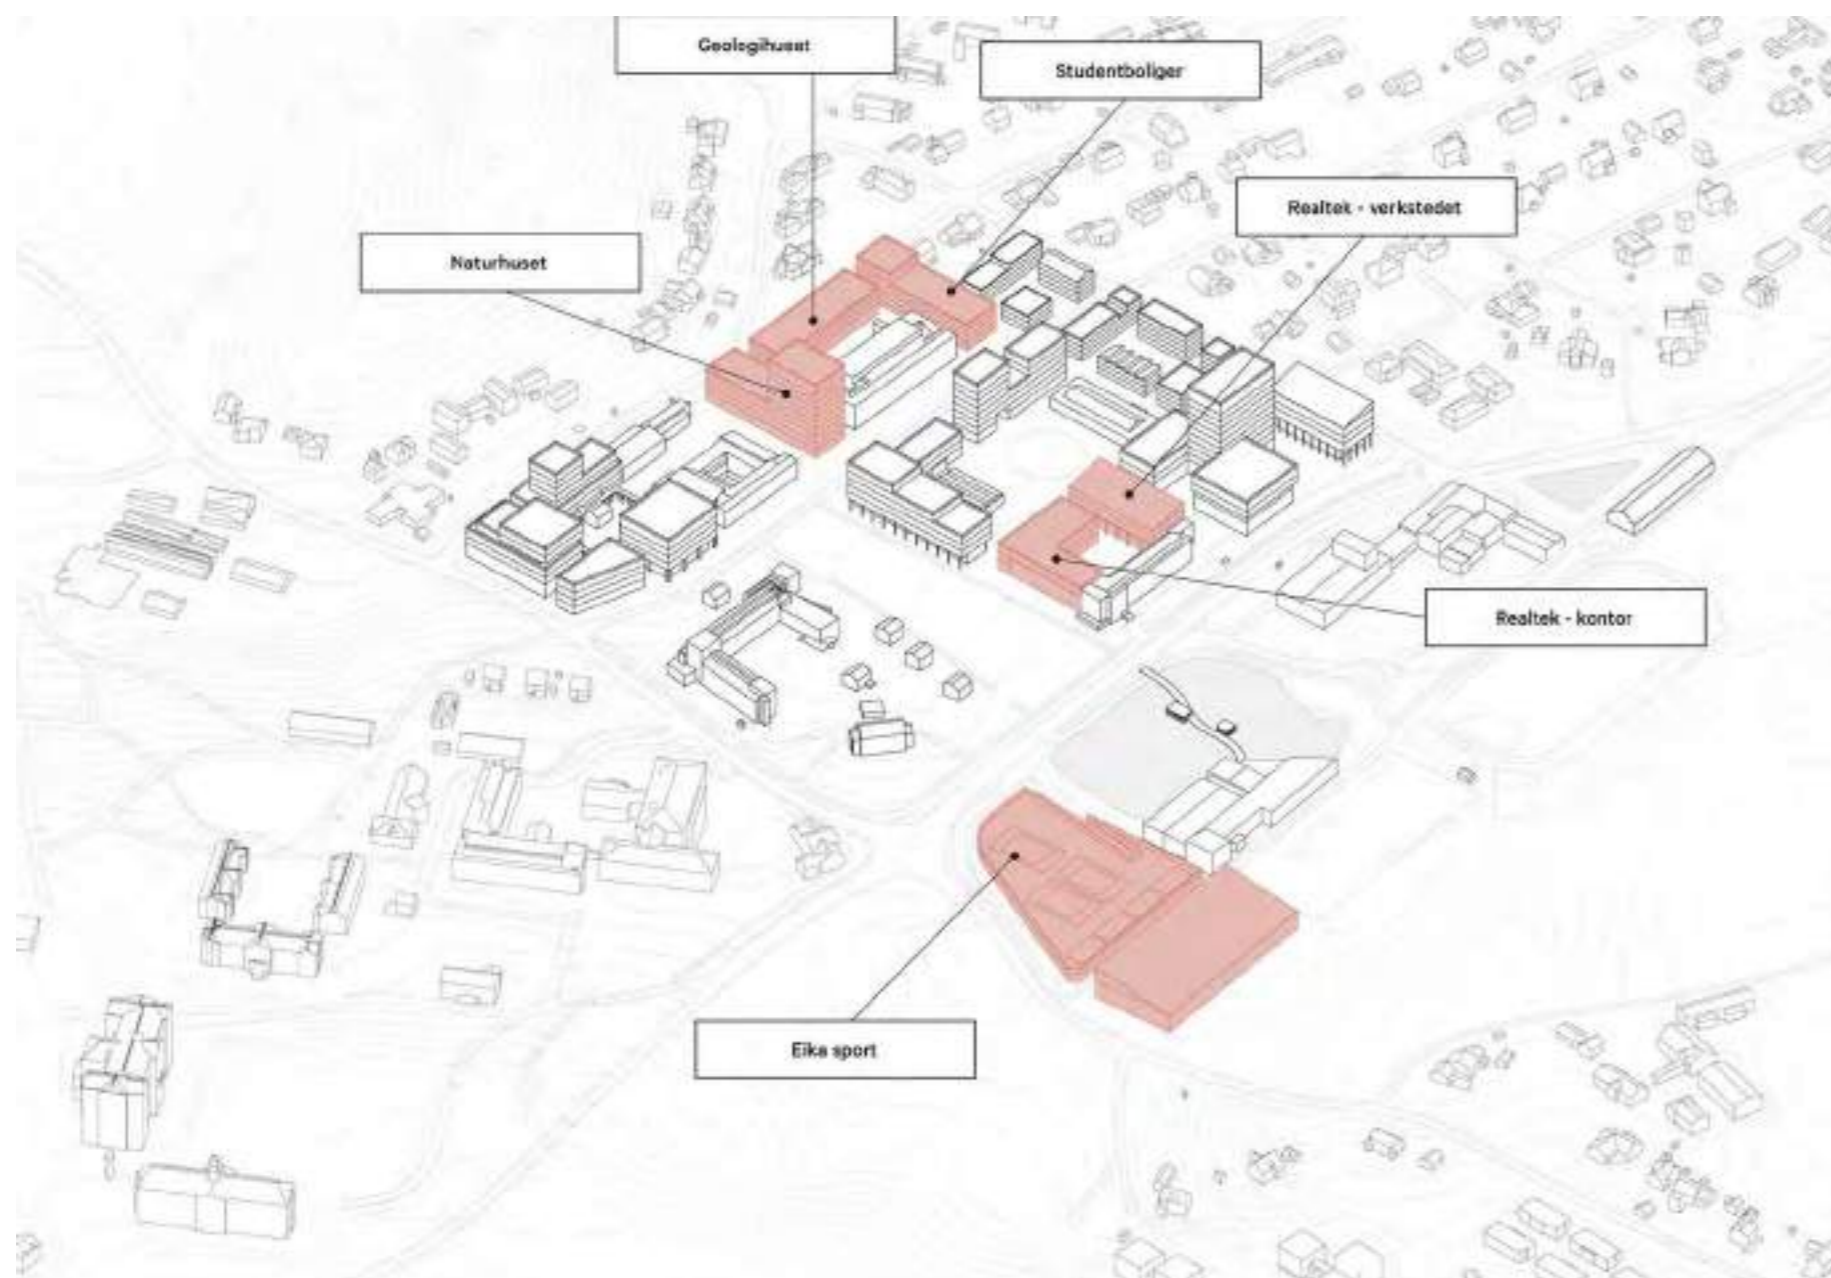 Geologihuset
Studentboliger
Realtek - verkstedet
Naturhuset
Realtek - kontor
Eika sport